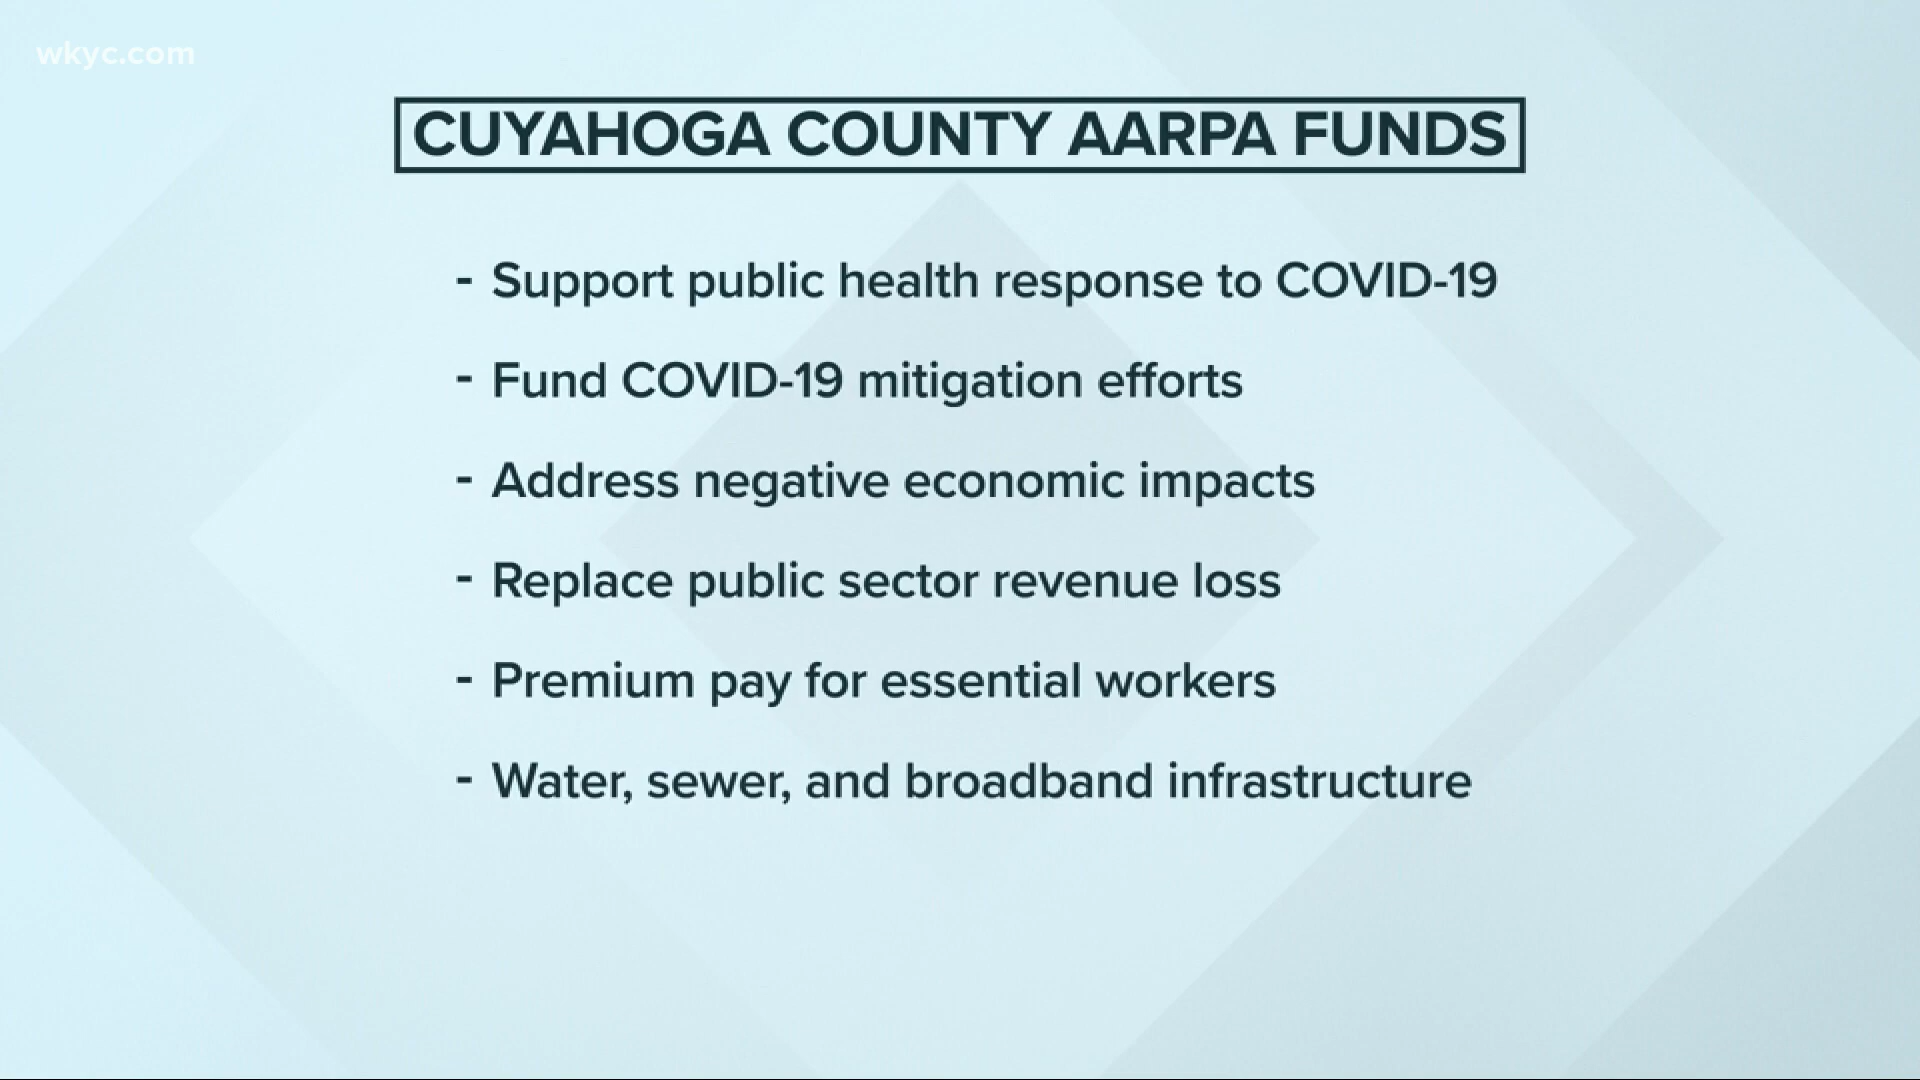 wkyc.com
CUYAHOGA COUNTY AARPA FUNDS
- Support public health response to COVID-19
- Fund COVID-19 mitigation efforts
- Address negative economic impacts
- Replace public sector revenue loss
- Premium pay for essential workers
- Water, sewer, and broadband infrastructure